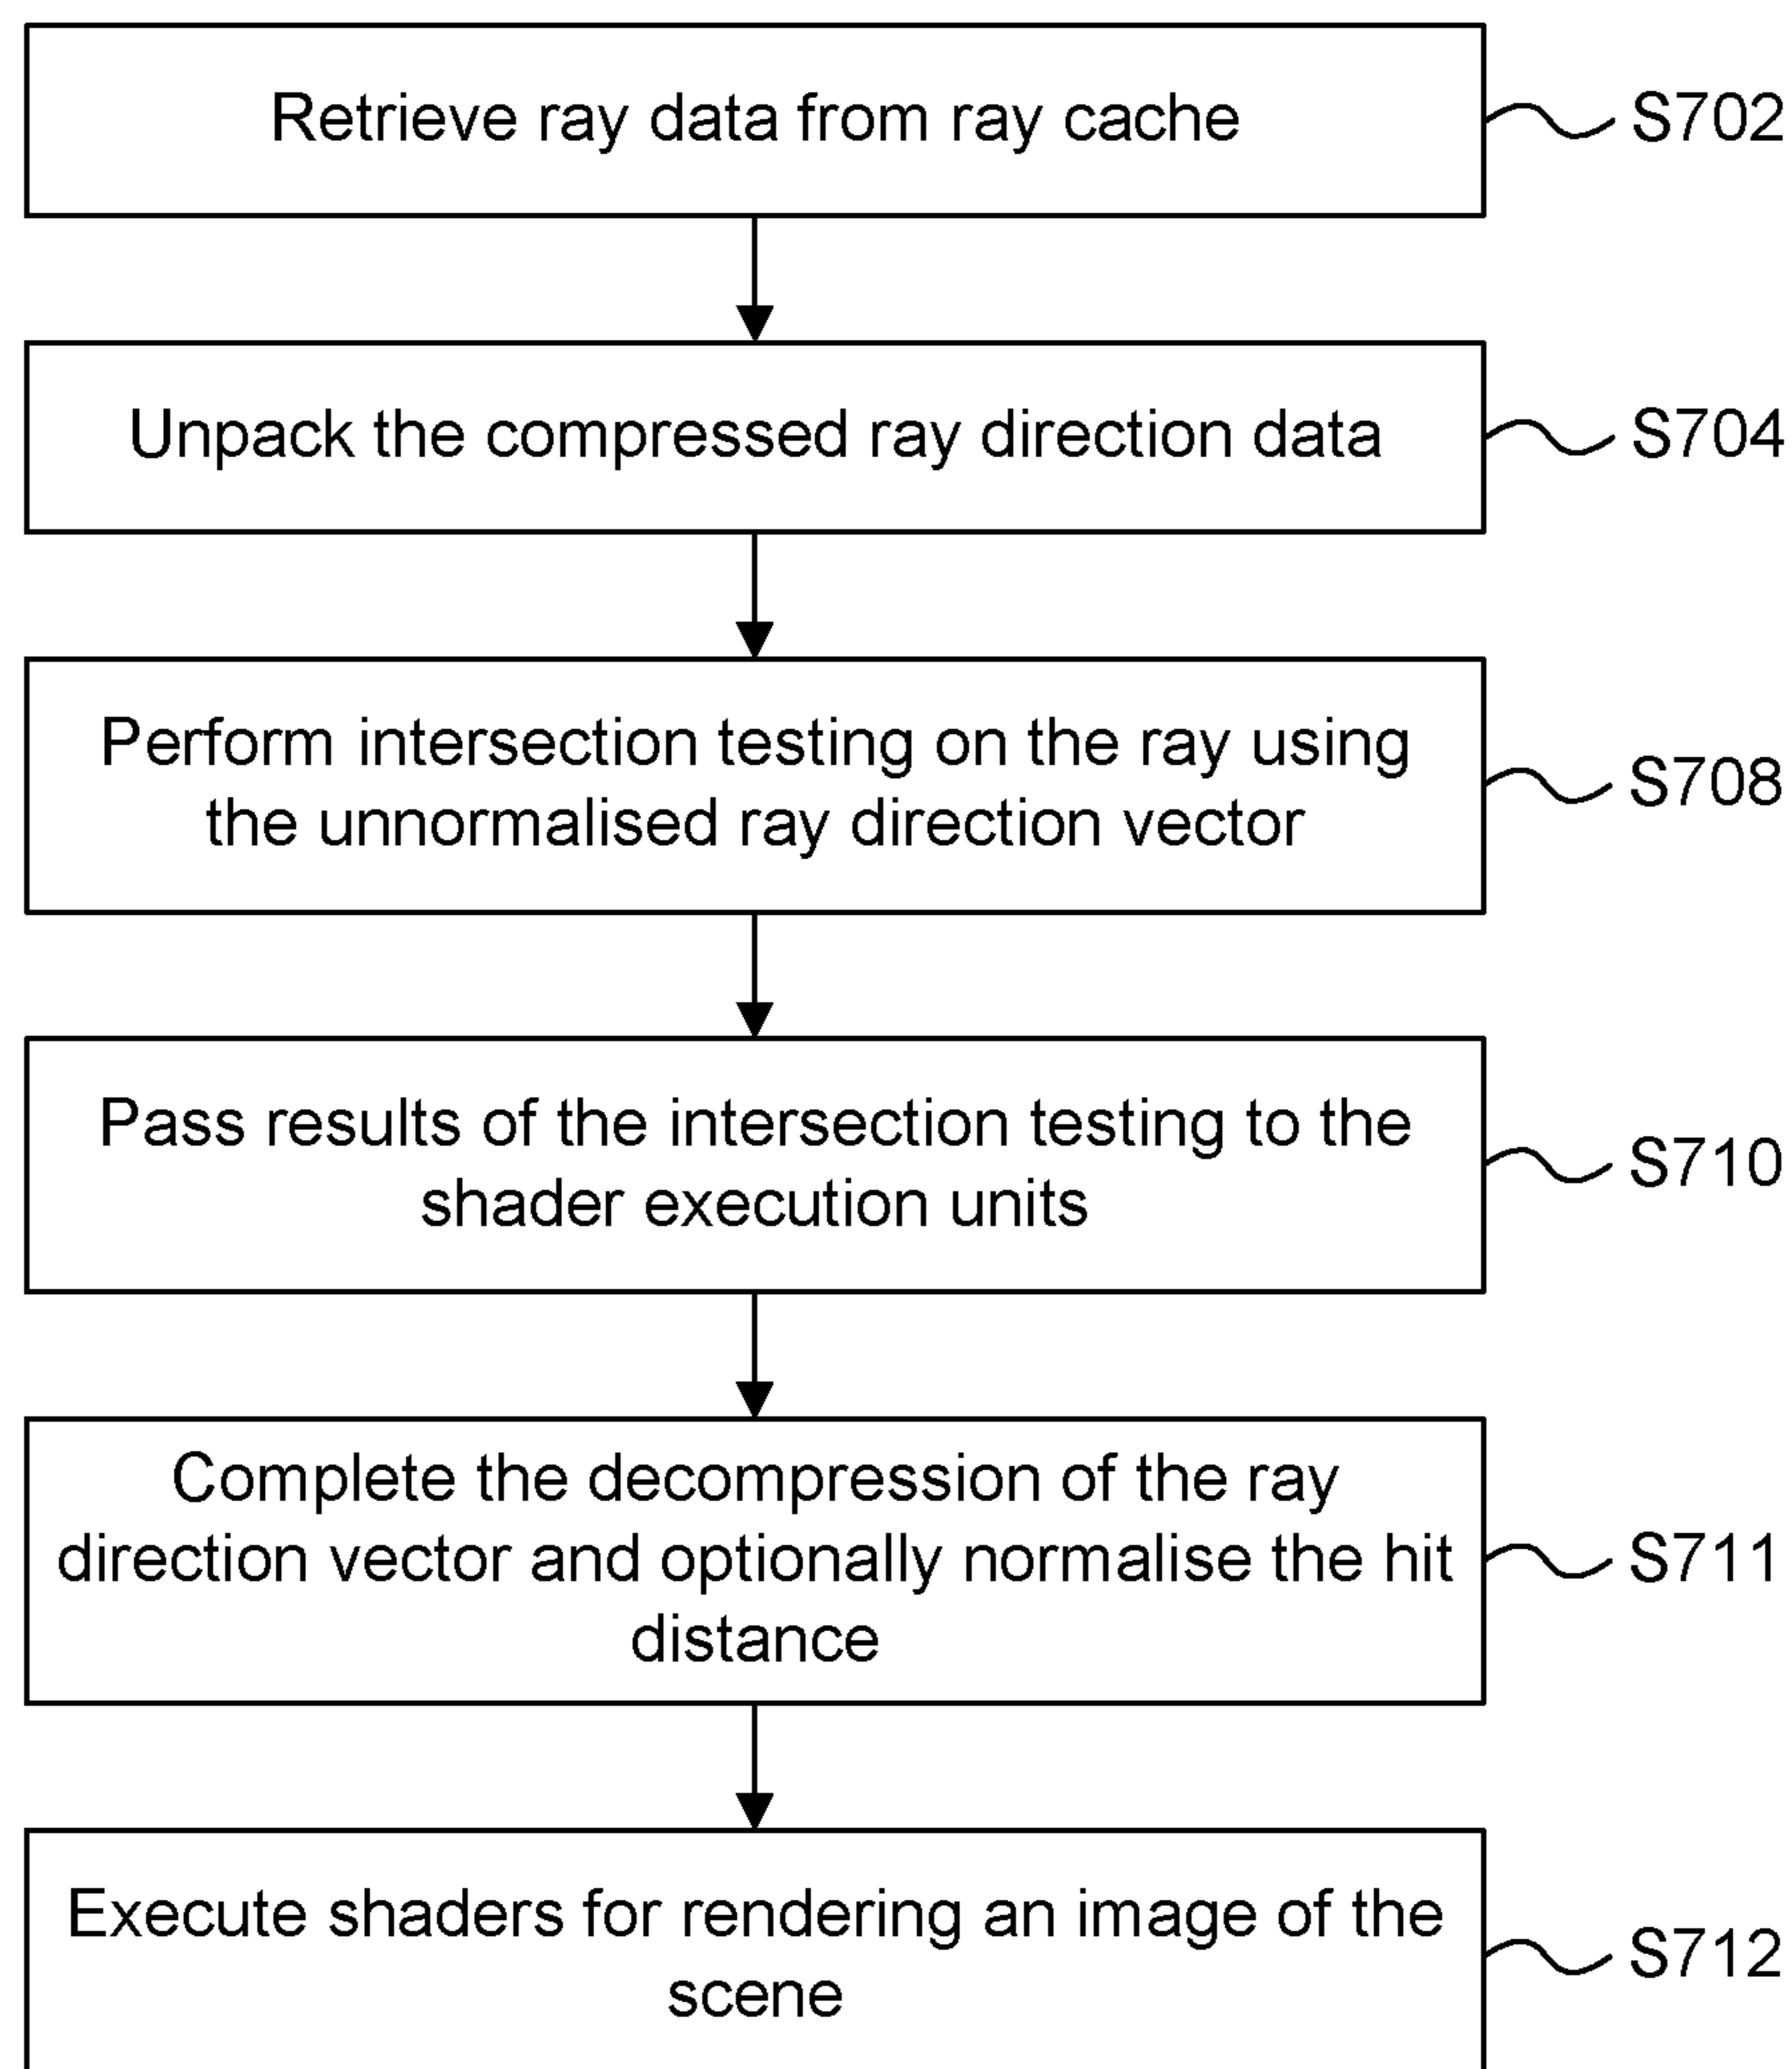 Retrieve ray data from ray cache
S702
Unpack the compressed ray direction data
S704
Perform intersection testing on the ray using
the unnormalised ray direction vector
S708
Pass results of the intersection testing to the
shader execution units
S710
Complete the decompression of the ray
direction vector and optionally normalise the hit
distance
S711
Execute shaders for rendering an image of the
scene
S712